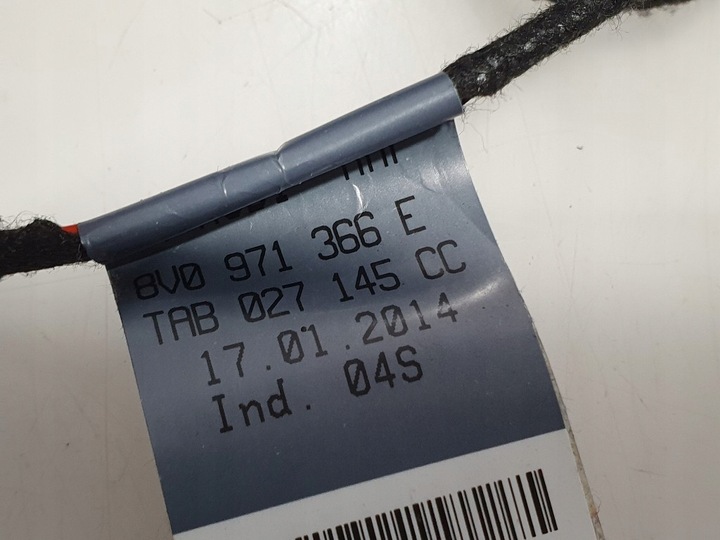 8V0 971 366 E
TAB 027 145 CC
17.01.2014
Ind. 04S